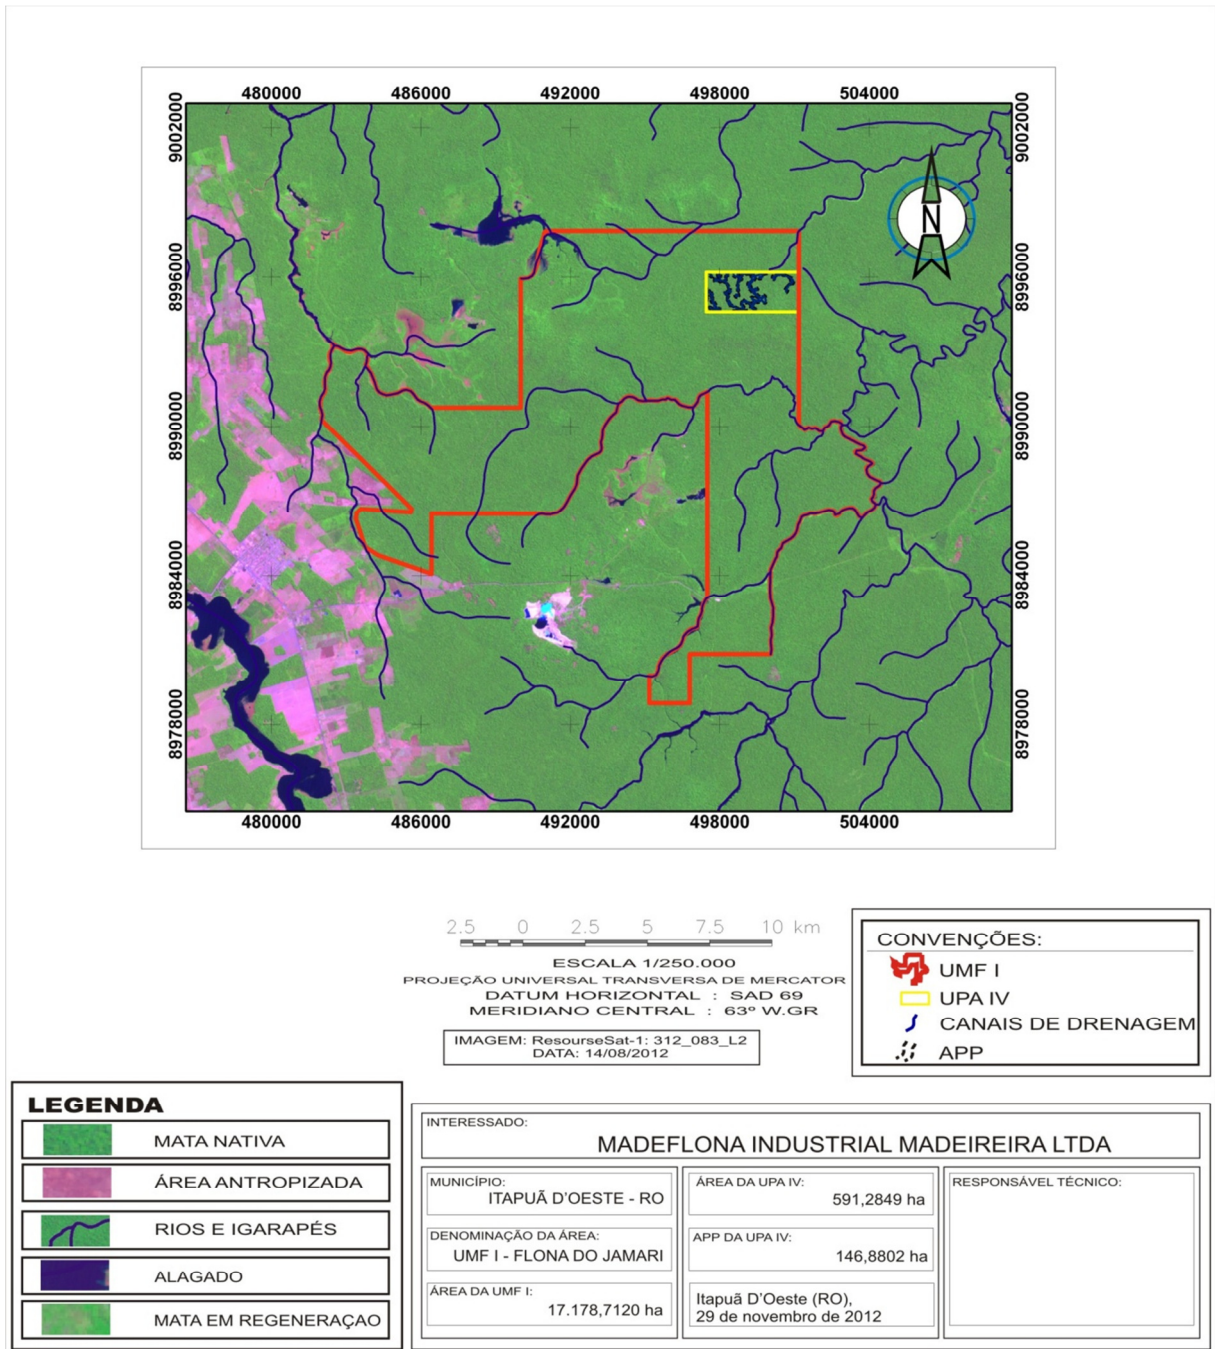 480000 486000 492000 498000 504000
9002000
9002000
N
8996000
8996000
8990000
8990000
8984000
8984000
8978000
8978000
480000 486000 492000 498000 504000
2.5 0 2.5 5 7.5 10 km
ESCALA 1/250.000
PROJEÇÃO UNIVERSAL TRANSVERSA DE MERCATOR
DATUM HORIZONTAL : SAD 69
MERIDIANO CENTRAL : 63º W.GR
IMAGEM: ResourseSat-1: 312_083_L2
DATA: 14/08/2012
CONVENÇÕES:
UMF I
UPA IV
CANAIS DE DRENAGEM
APP
LEGENDA
MATA NATIVA
ÁREA ANTROPIZADA
RIOS E IGARAPÉS
ALAGADO
MATA EM REGENERAÇAO
INTERESSADO:
MADEFLONA INDUSTRIAL MADEIREIRA LTDA
MUNICÍPIO:
ITAPUÃ D'OESTE - RO
DENOMINAÇÃO DA ÁREA:
UMF I - FLONA DO JAMARI
ÁREA DA UMF I:
17.178,7120 ha
ÁREA DA UPA IV:
591,2849 ha
APP DA UPA IV:
146,8802 ha
Itapuã D'Oeste (RO),
29 de novembro de 2012
RESPONSÁVEL TÉCNICO: